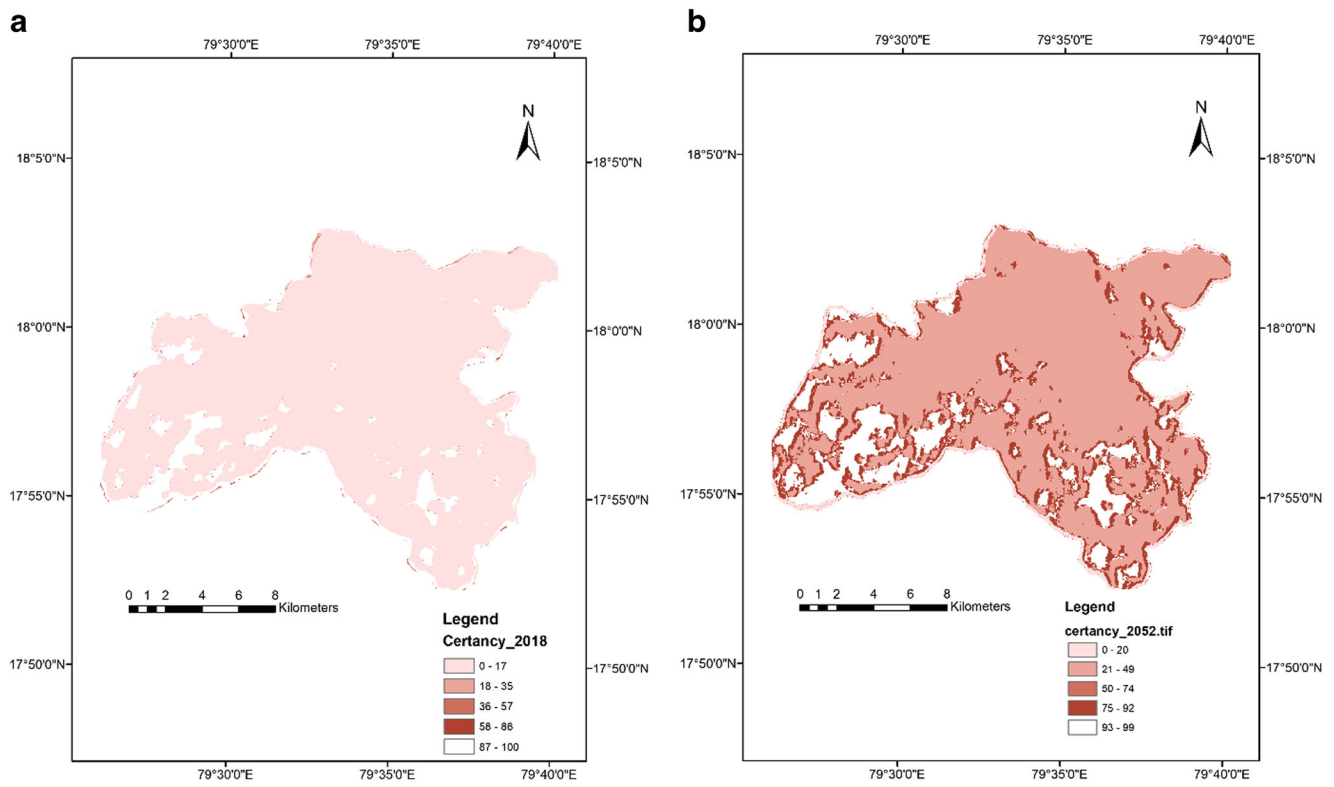 a
79°30'0"E 79°35'0"E 79°40'0"E
N
18°5'0"N 18°5'0"N
18°0'0"N 18°0'0"N
17°55'0"N 17°55'0"N
0 1 2 4 6 8
Kilometers
Legend
Certancy_2018
0 - 17
18 - 35
36 - 57
58 - 86
87 - 100
17°50'0"N 17°50'0"N
79°30'0"E 79°35'0"E 79°40'0"E
b
79°30'0"E 79°35'0"E 79°40'0"E
N
18°5'0"N 18°5'0"N
18°0'0"N 18°0'0"N
17°55'0"N 17°55'0"N
0 1 2 4 6 8
Kilometers
Legend
certancy_2052.tif
0 - 20
21 - 49
50 - 74
75 - 92
93 - 99
17°50'0"N 17°50'0"N
79°30'0"E 79°35'0"E 79°40'0"E